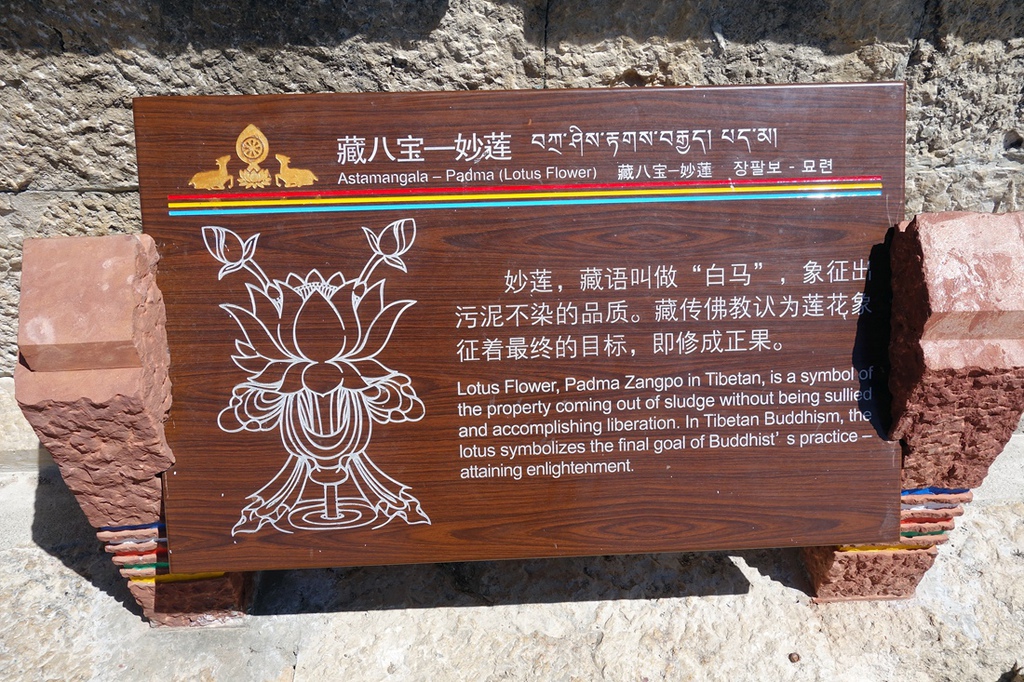 藏八宝—妙莲 བཀྲ་ཤིས་རྟགས་བརྒྱད། པད་མ།
Astamangala – Padma (Lotus Flower) 藏八宝—妙莲 장팔보 - 묘련
妙莲，藏语叫做“白马”，象征出
污泥不染的品质。藏传佛教认为莲花象
征着最终的目标，即修成正果。
Lotus Flower, Padma Zangpo in Tibetan, is a symbol of
the property coming out of sludge without being sullied
and accomplishing liberation. In Tibetan Buddhism, the
lotus symbolizes the final goal of Buddhist’s practice –
attaining enlightenment.